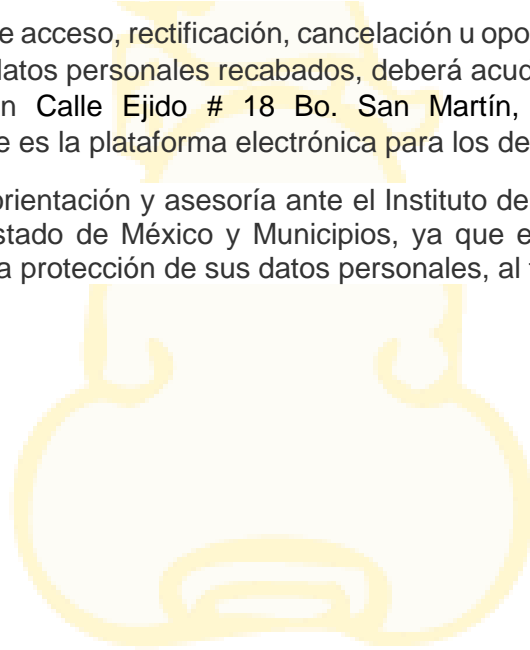 e acceso, rectificación, cancelación u opo
latos personales recabados, deberá acud
n Calle Ejido # 18 Bo. San Martín,
e es la plataforma electrónica para los de
orientación y asesoría ante el Instituto de
stado de México y Municipios, ya que e
a protección de sus datos personales, al